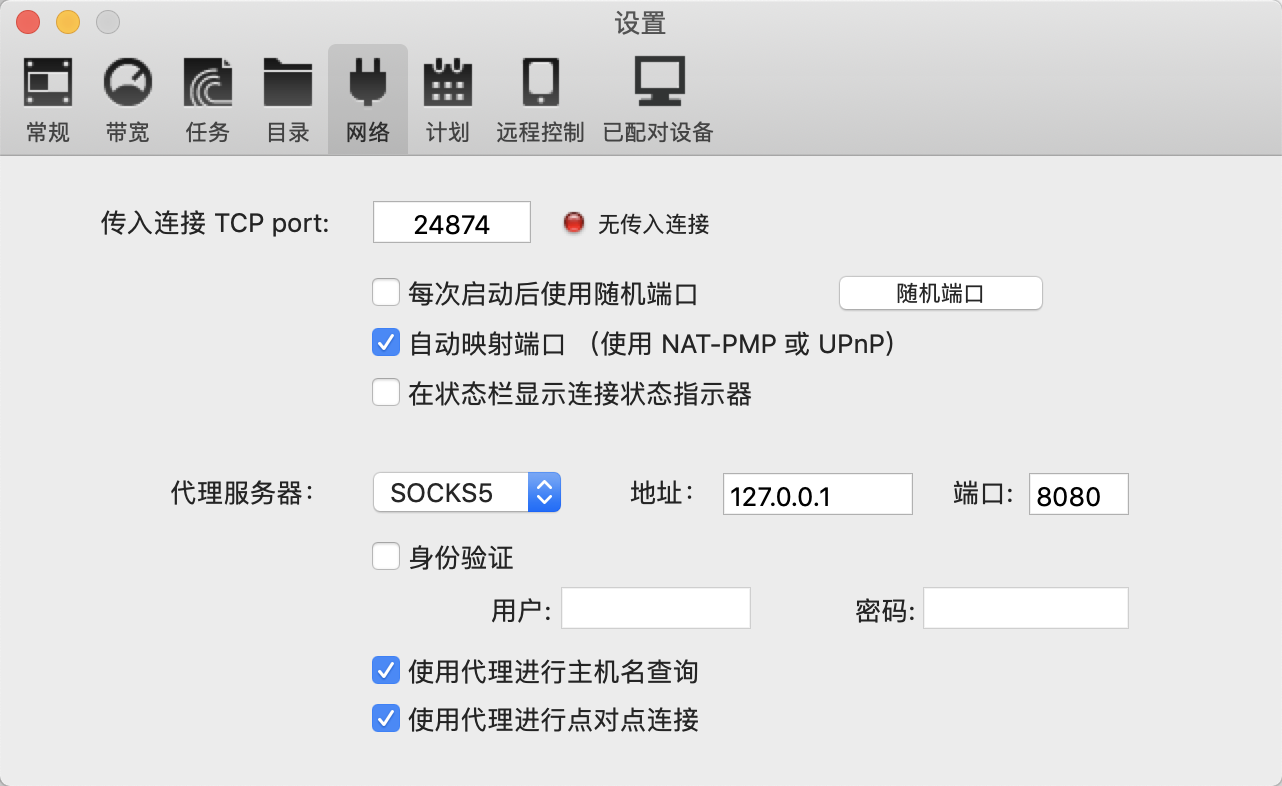 设置
常规 带宽 任务 目录 网络 计划 远程控制 已配对设备
传入连接 TCP port: 24874 无传入连接
每次启动后使用随机端口 随机端口
自动映射端口 （使用 NAT-PMP 或 UPnP）
在状态栏显示连接状态指示器
代理服务器： SOCKS5 地址： 127.0.0.1 端口: 8080
身份验证
用户: 密码:
使用代理进行主机名查询
使用代理进行点对点连接